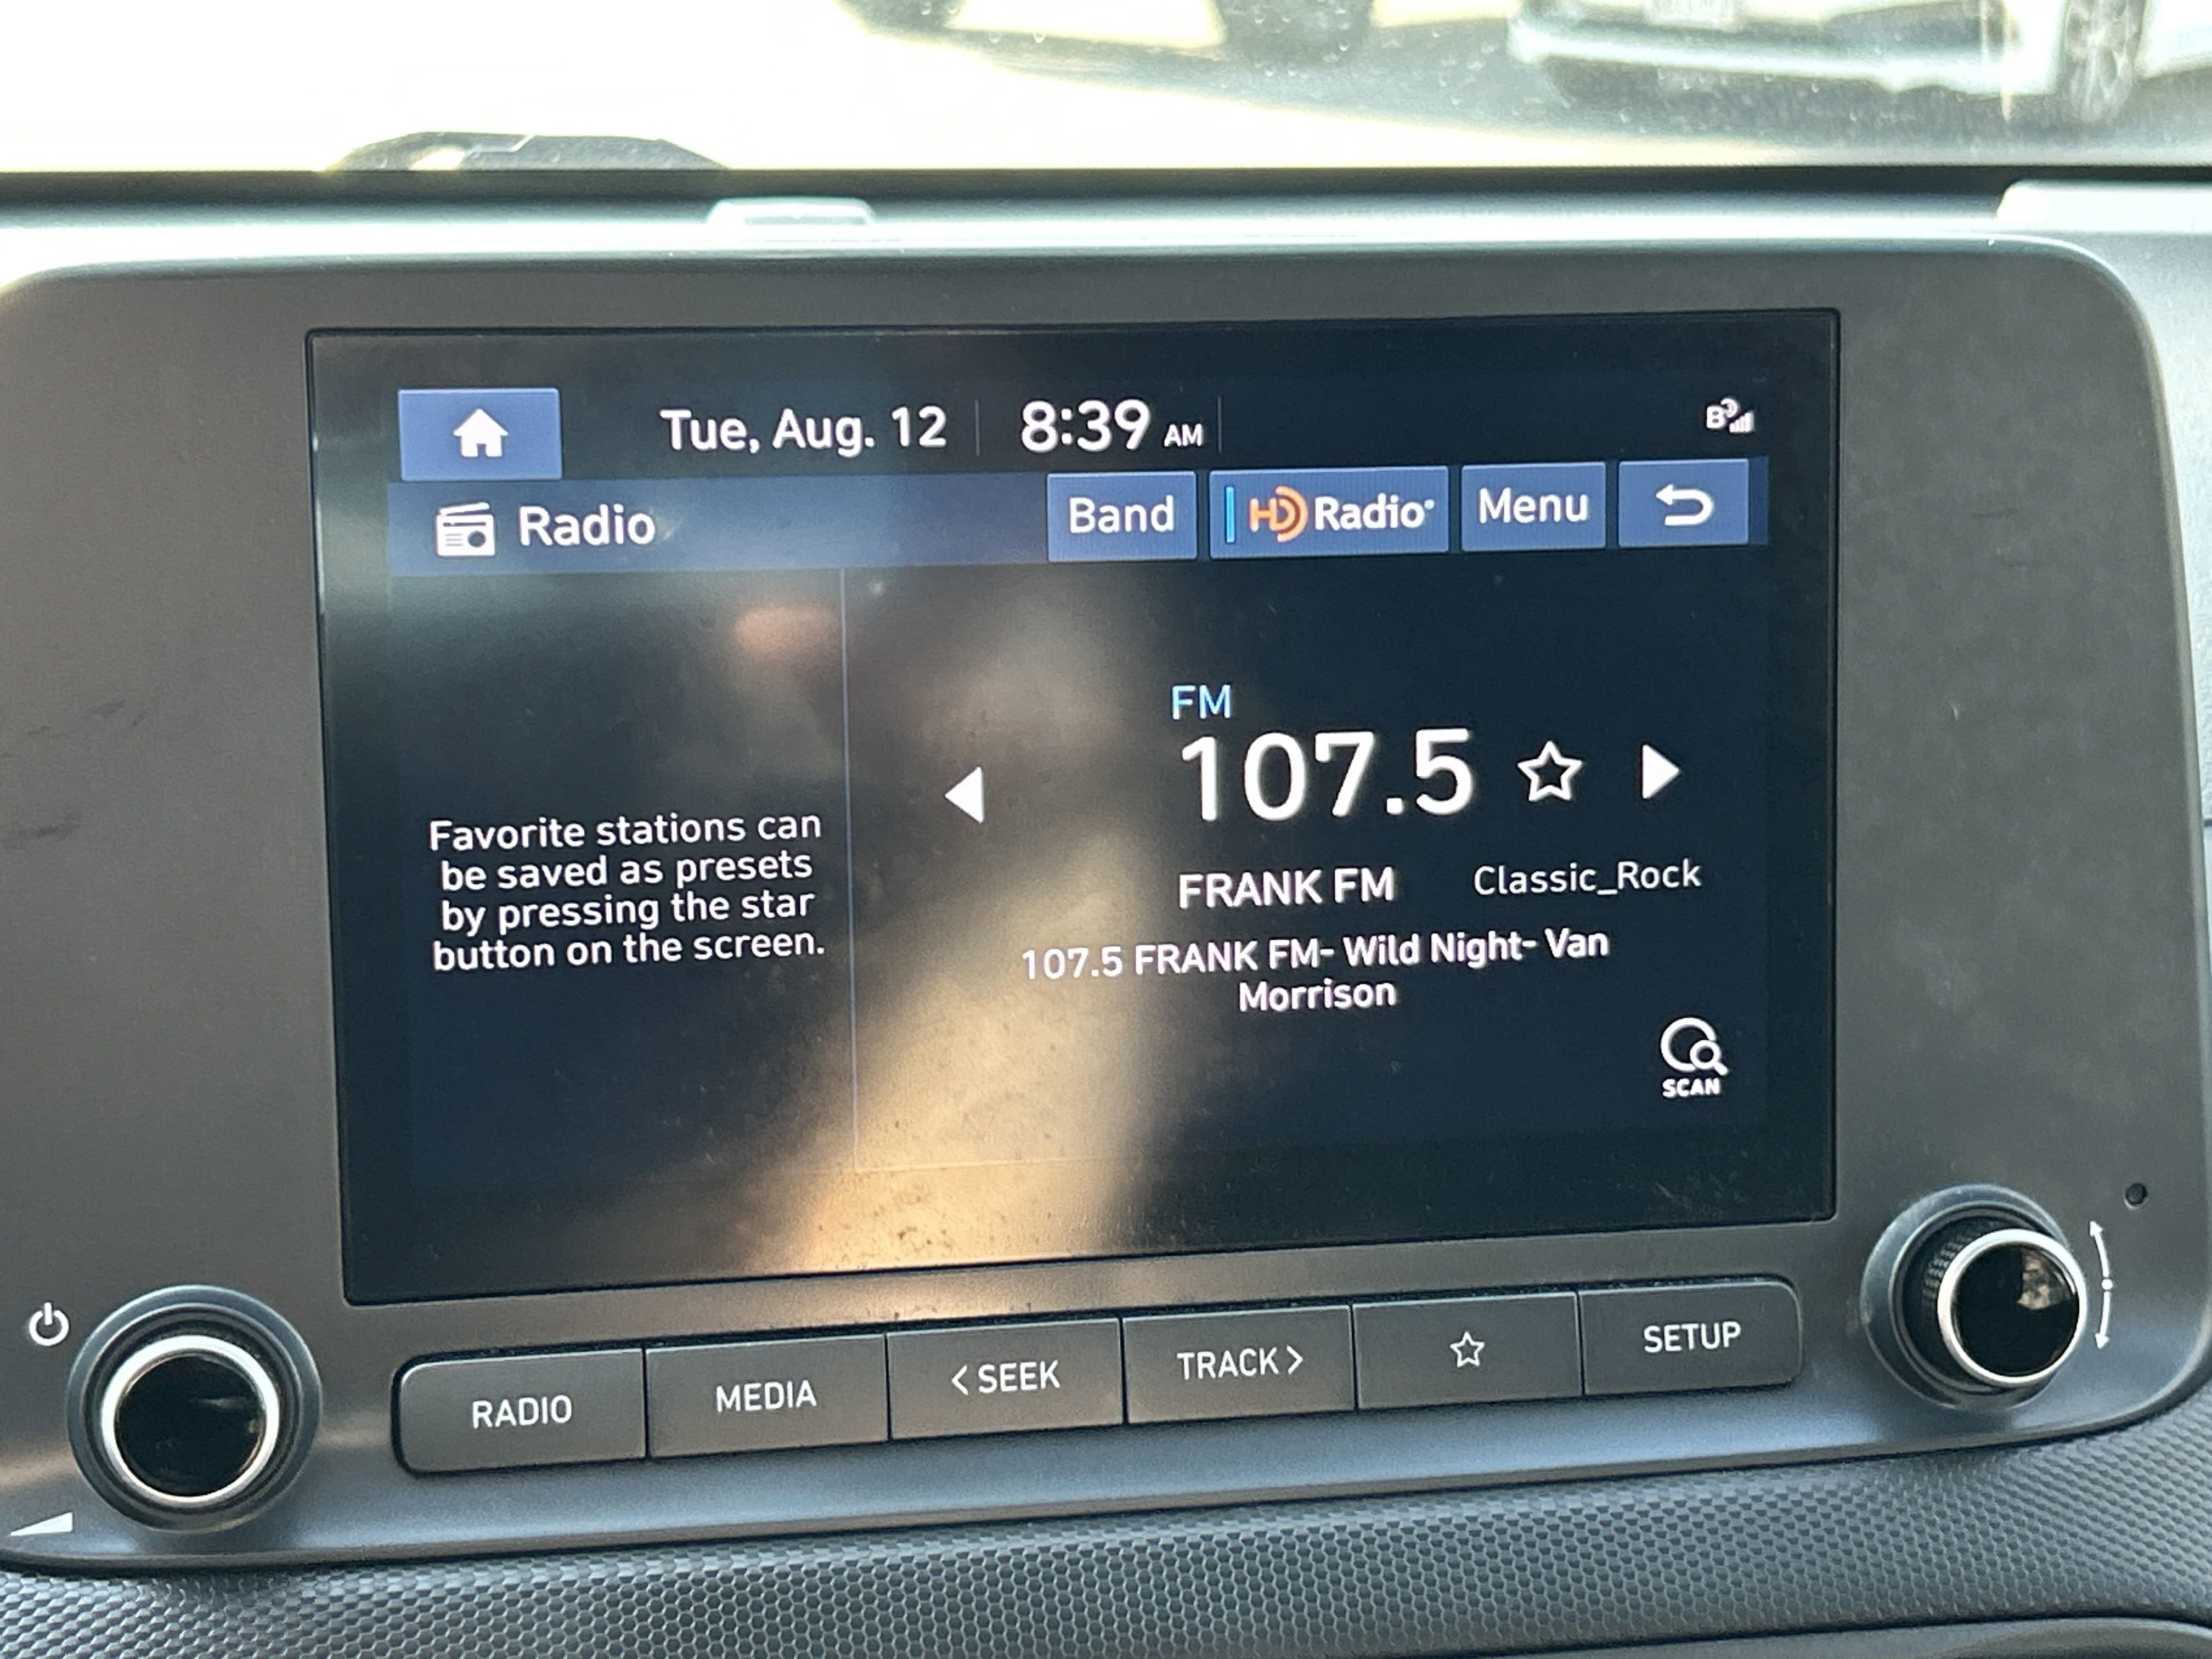 Tue, Aug. 12 8:39 AM
Radio Band HD Radio Menu
FM
107.5
Favorite stations can
be saved as presets
by pressing the star
button on the screen.
FRANK FM Classic_Rock
107.5 FRANK FM- Wild Night- Van
Morrison
SCAN
RADIO MEDIA < SEEK TRACK > SETUP